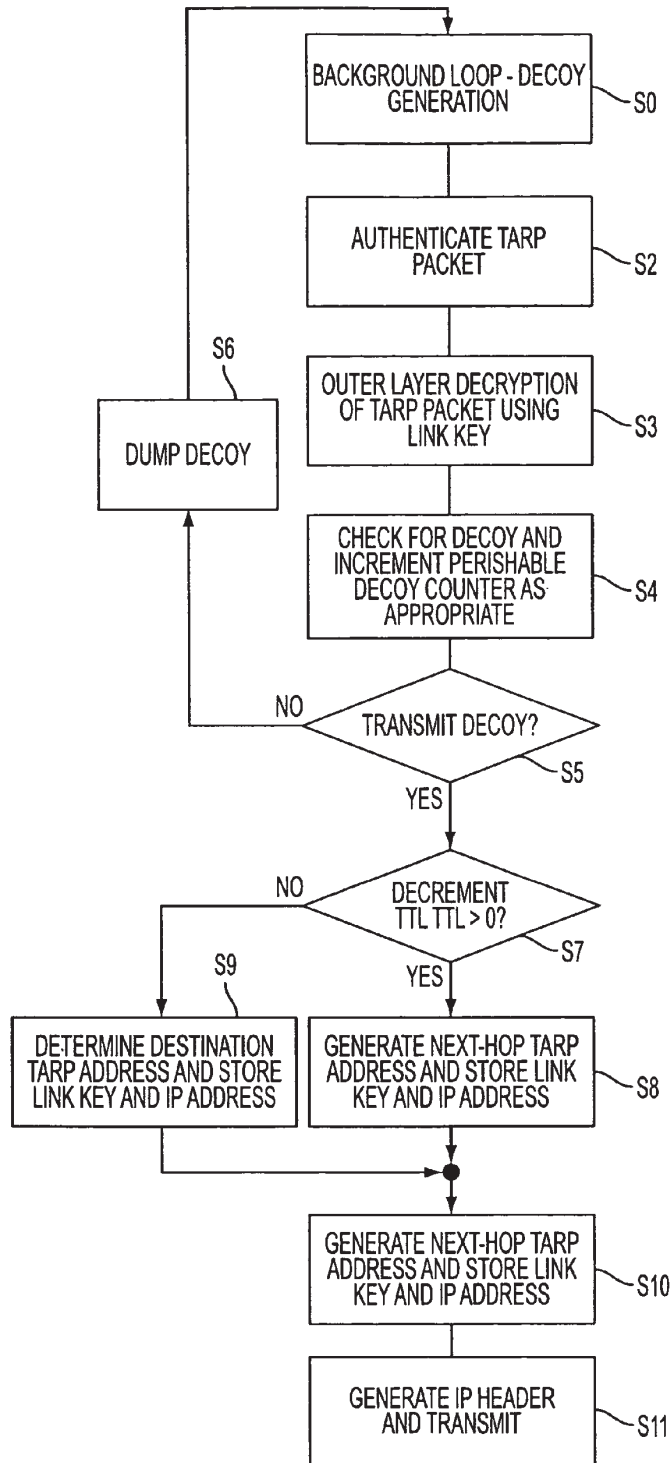 BACKGROUND LOOP - DECOY
GENERATION
S0
AUTHENTICATE TARP
PACKET
S2
S6
OUTER LAYER DECRYPTION
OF TARP PACKET USING
LINK KEY
S3
DUMP DECOY
CHECK FOR DECOY AND
INCREMENT PERISHABLE
DECOY COUNTER AS
APPROPRIATE
S4
NO
TRANSMIT DECOY?
S5
YES
NO
DECREMENT
TTL TTL > 0?
S7
YES
S9
DETERMINE DESTINATION
TARP ADDRESS AND STORE
LINK KEY AND IP ADDRESS
GENERATE NEXT-HOP TARP
ADDRESS AND STORE LINK
KEY AND IP ADDRESS
S8
GENERATE NEXT-HOP TARP
ADDRESS AND STORE LINK
KEY AND IP ADDRESS
S10
GENERATE IP HEADER
AND TRANSMIT
S11